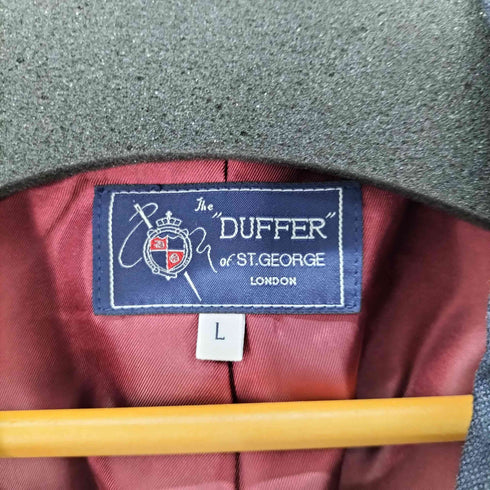 The
"DUFFER"
of ST.GEORGE
LONDON
L